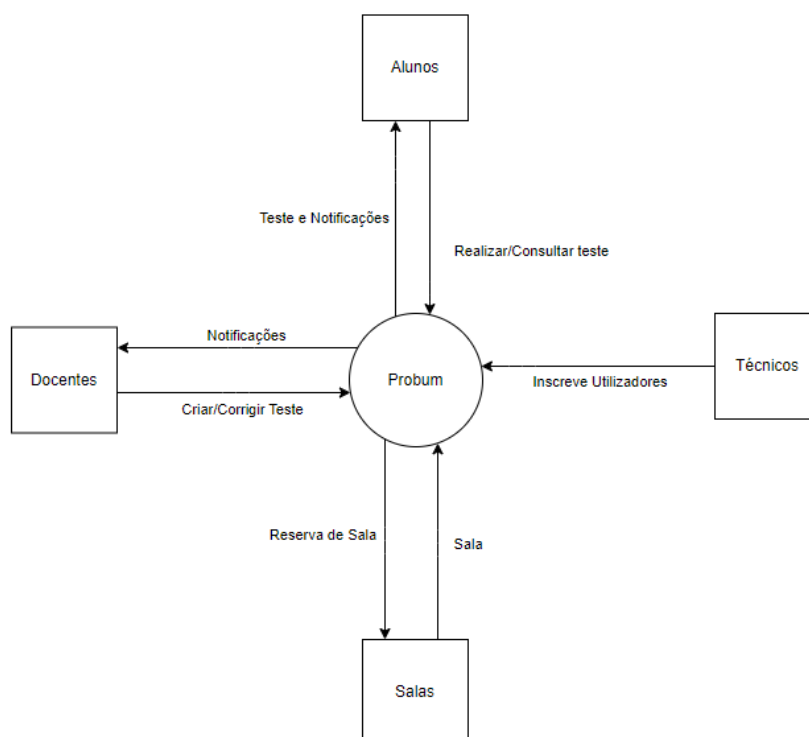 Alunos
Teste e Notificações
Realizar/Consultar teste
Notificações
Docentes
Probum
Técnicos
Inscreve Utilizadores
Criar/Corrigir Teste
Reserva de Sala
Sala
Salas